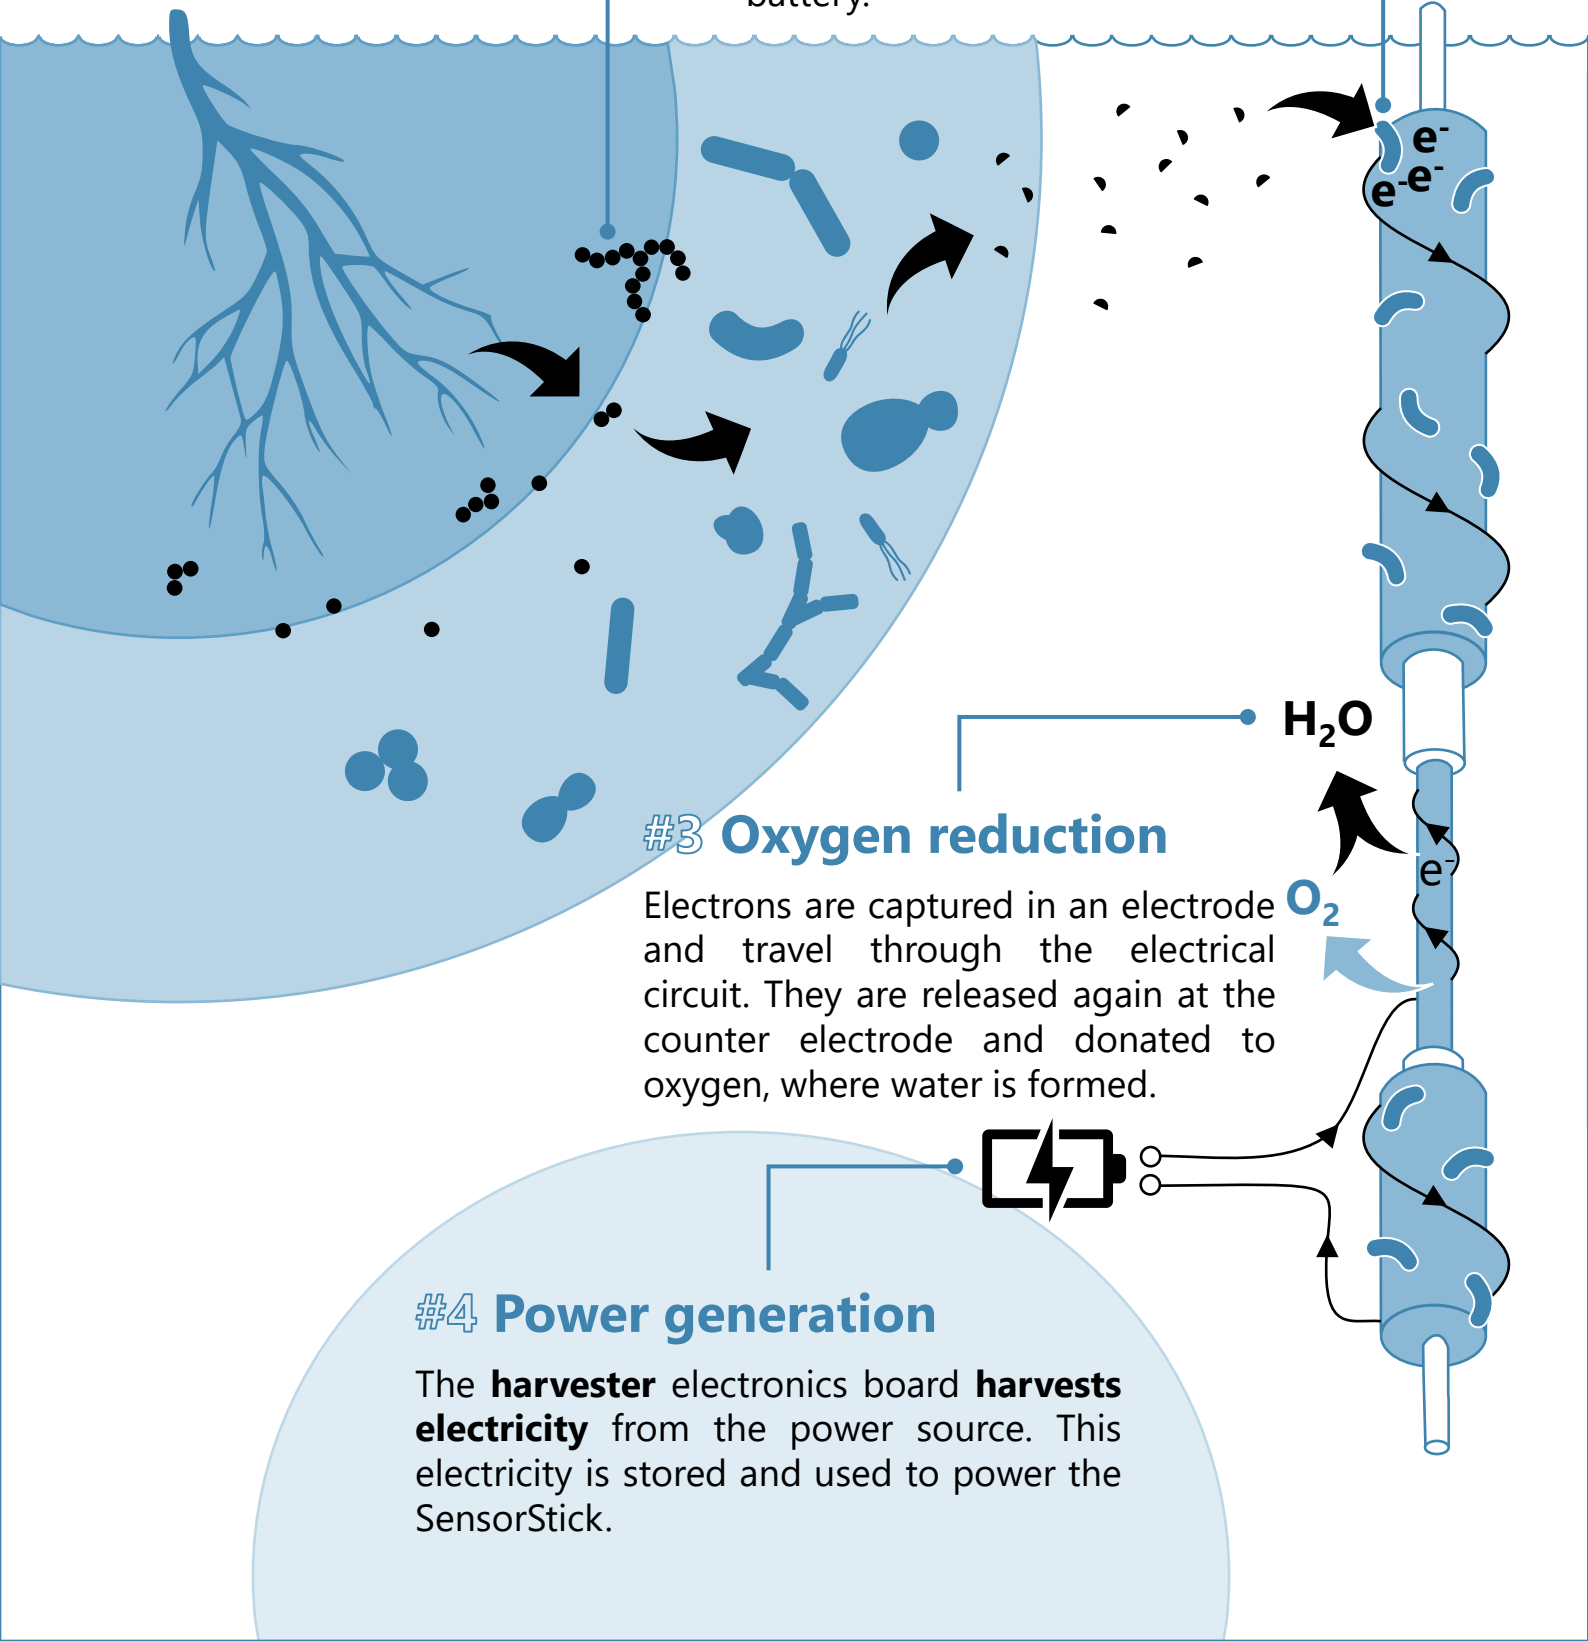 battery.
e-
e-e-
H2O
#3 Oxygen reduction
e-
O2
Electrons are captured in an electrode
and travel through the electrical
circuit. They are released again at the
counter electrode and donated to
oxygen, where water is formed.
#4 Power generation
The harvester electronics board harvests
electricity from the power source. This
electricity is stored and used to power the
SensorStick.